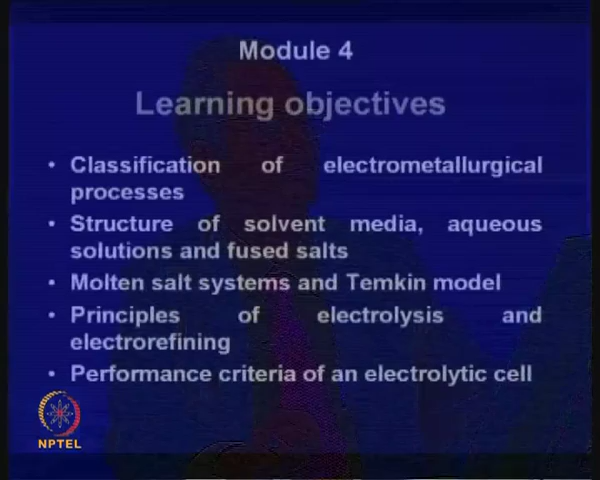 Module 4
Learning objectives
• Classification of electrometallurgical
processes
• Structure of solvent media, aqueous
solutions and fused salts
• Molten salt systems and Temkin model
• Principles of electrolysis and
electrorefining
• Performance criteria of an electrolytic cell
NPTEL